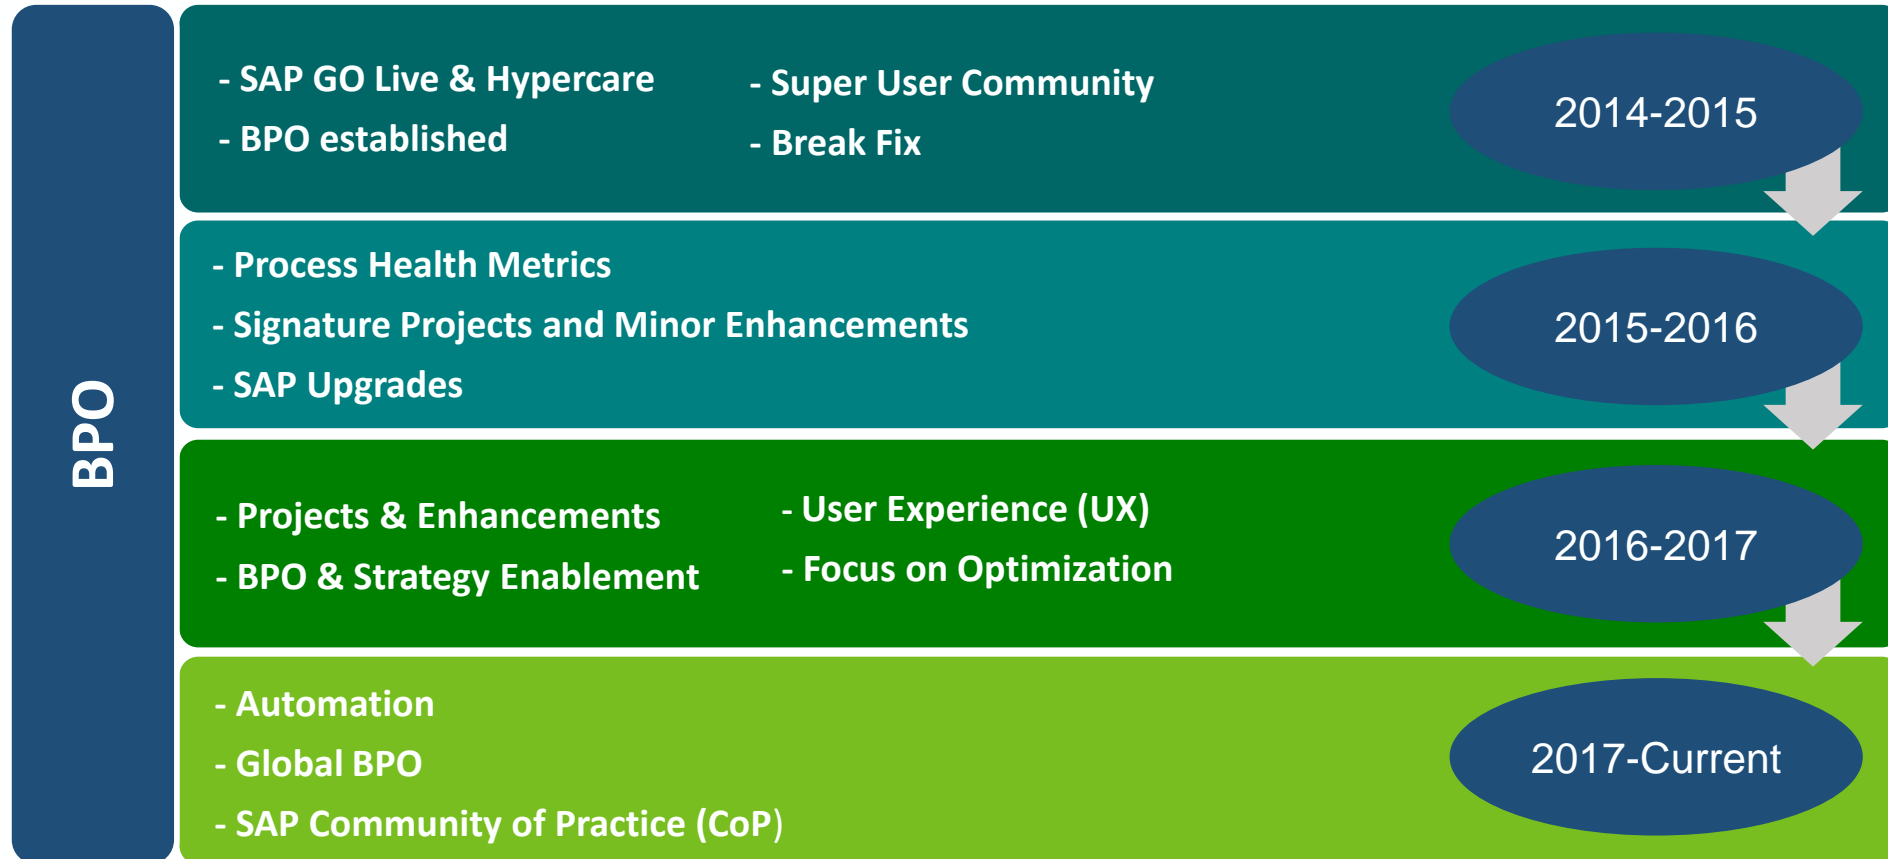 BPO
- SAP GO Live & Hypercare
- BPO established
- Super User Community
- Break Fix
2014-2015
- Process Health Metrics
- Signature Projects and Minor Enhancements
- SAP Upgrades
2015-2016
- Projects & Enhancements
- BPO & Strategy Enablement
- User Experience (UX)
- Focus on Optimization
2016-2017
- Automation
- Global BPO
- SAP Community of Practice (CoP)
2017-Current